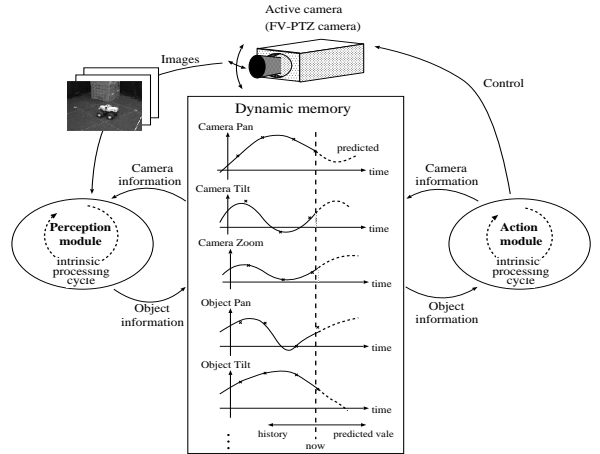 Active camera
(FV-PTZ camera)
Images
Control
Dynamic memory
Camera Pan
predicted
time
Camera
information
Camera Tilt
time
Camera
information
Perception
module
intrinsic
processing
cycle
Camera Zoom
time
Action
module
intrinsic
processing
cycle
Object
information
Object Pan
time
Object
information
Object Tilt
time
history
predicted vale
now